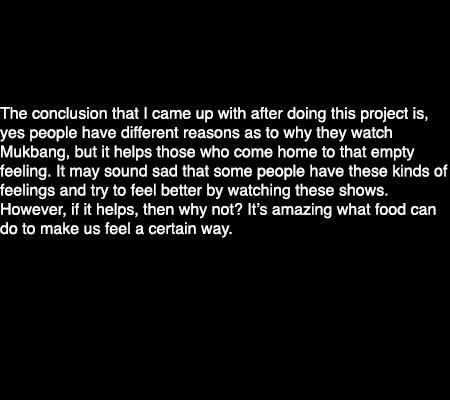 The conclusion that I came up with after doing this project is,
yes people have different reasons as to why they watch
Mukbang, but it helps those who come home to that empty
feeling. It may sound sad that some people have these kinds of
feelings and try to feel better by watching these shows.
However, if it helps, then why not? It’s amazing what food can
do to make us feel a certain way.